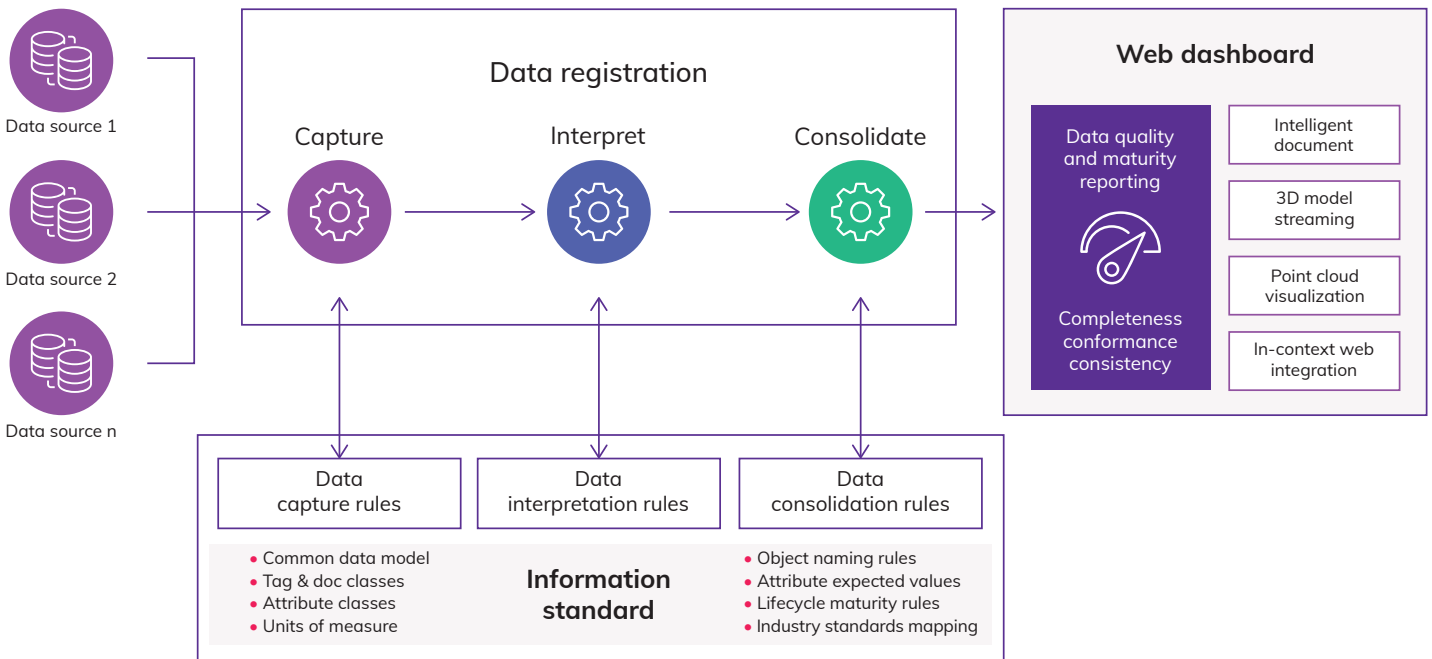 Data source 1
Data source 2
Data source n
Data registration
Capture
Interpret
Consolidate
Web dashboard
Data quality
and maturity
reporting
Completeness
conformance
consistency
Intelligent
document
3D model
streaming
Point cloud
visualization
In-context web
integration
Data
capture rules
Data
interpretation rules
Data
consolidation rules
• Common data model
• Tag & doc classes
• Attribute classes
• Units of measure
Information
standard
• Object naming rules
• Attribute expected values
• Lifecycle maturity rules
• Industry standards mapping